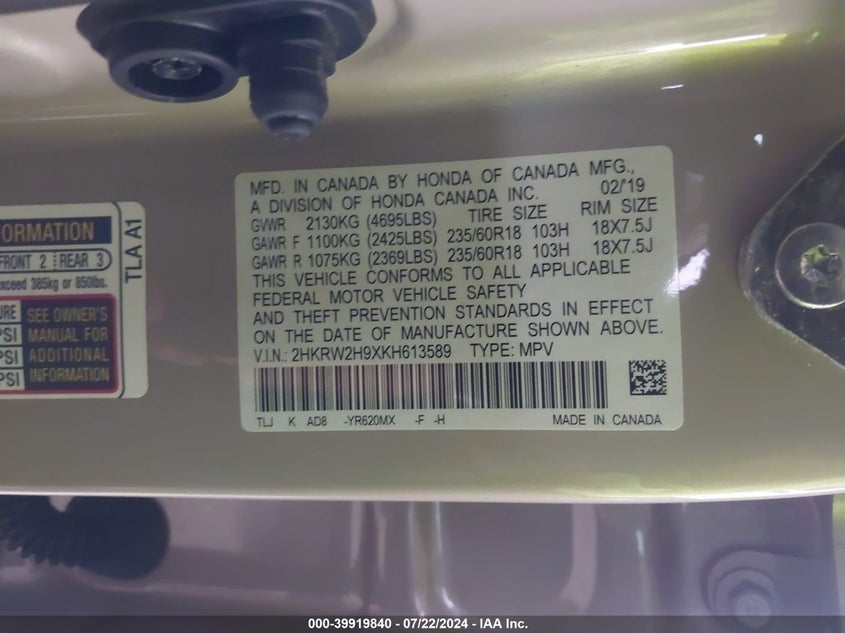 MFD. IN CANADA BY HONDA OF CANADA MFG.,
A DIVISION OF HONDA CANADA INC. 02/'19
GVWR 2130KG (4695LBS) TIRE SIZE RIM SIZE
GAWR F 1100KG (2425LBS) 235/60R18 103H 18X7.5J
GAWR R 1075KG (2369LBS) 235/60R18 103H 18X7.5J
THIS VEHICLE CONFORMS TO ALL APPLICABLE
FEDERAL MOTOR VEHICLE SAFETY
AND THEFT PREVENTION STANDARDS IN EFFECT
ON THE DATE OF MANUFACTURE SHOWN ABOVE.
V.I.N.: 2HKRW2H9XKH613589 TYPE: MPV
TLJ K AD8 -YR620MX -F -H MADE IN CANADA
FRONT 2 REAR 3
385kg or 850lbs.
TLA A1
SEE OWNER'S
PSI MANUAL FOR
PSI ADDITIONAL
PSI INFORMATION
000-39919840 - 07/22/2024 - IAA Inc.